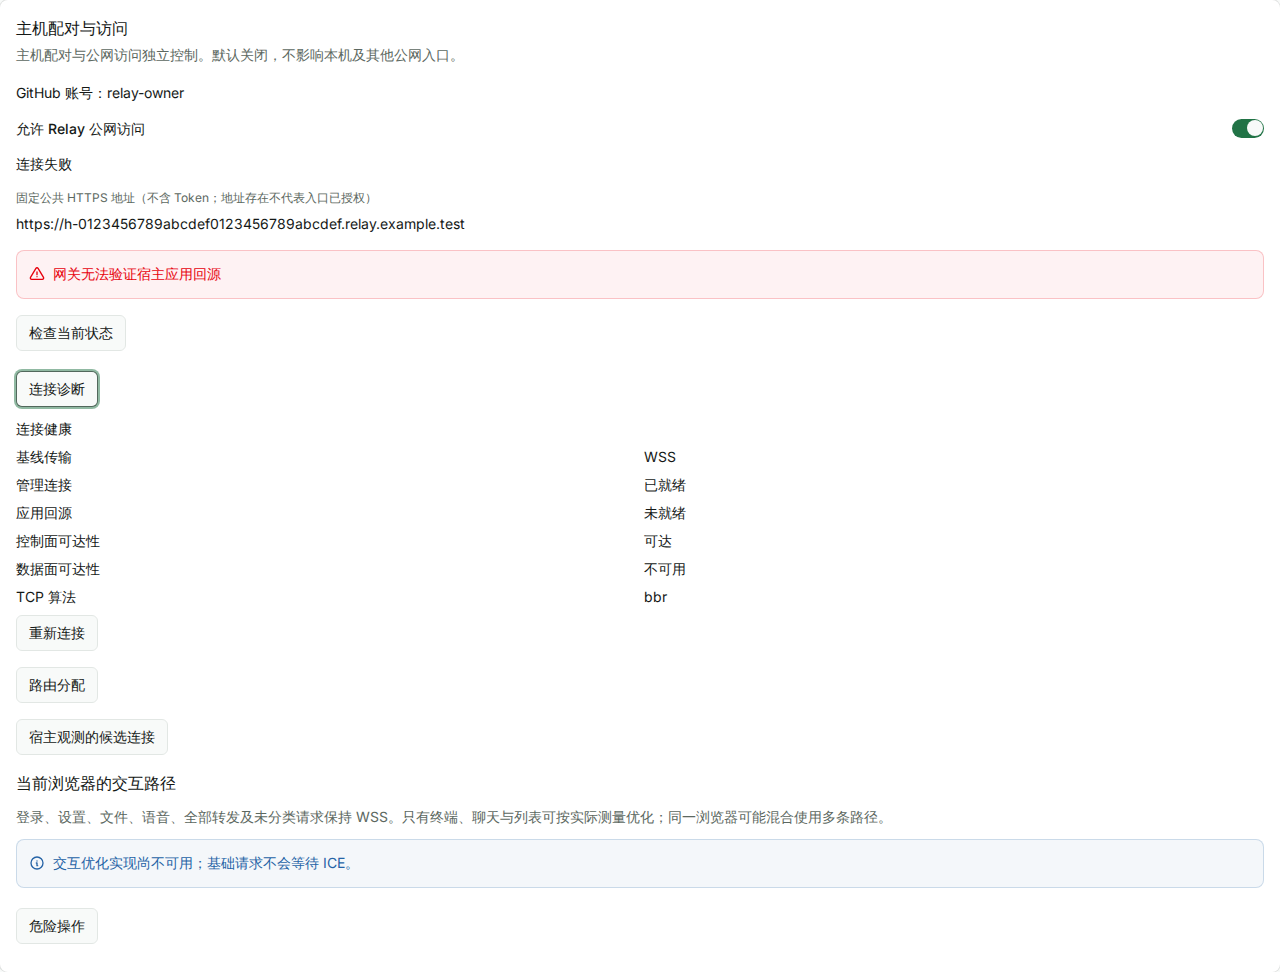 主机配对与访问
主机配对与公网访问独立控制。默认关闭，不影响本机及其他公网入口。
GitHub 账号：relay-owner
允许 Relay 公网访问
连接失败
固定公共 HTTPS 地址（不含 Token；地址存在不代表入口已授权）
https://h-0123456789abcdef0123456789abcdef.relay.example.test
网关无法验证宿主应用回源
检查当前状态
连接诊断
连接健康
基线传输 WSS
管理连接 已就绪
应用回源 未就绪
控制面可达性 可达
数据面可达性 不可用
TCP 算法 bbr
重新连接
路由分配
宿主观测的候选连接
当前浏览器的交互路径
登录、设置、文件、语音、全部转发及未分类请求保持 WSS。只有终端、聊天与列表可按实际测量优化；同一浏览器可能混合使用多条路径。
交互优化实现尚不可用；基础请求不会等待 ICE。
危险操作